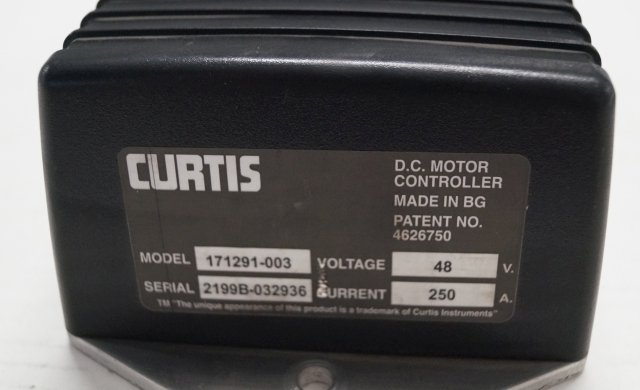 CURTIS
D.C. MOTOR
CONTROLLER
MADE IN BG
PATENT NO.
4626750
MODEL 171291-003 VOLTAGE 48 V.
SERIAL 2199B-032936 CURRENT 250 A.
TM "The unique appearance of this product is a trademark of Curtis Instruments"